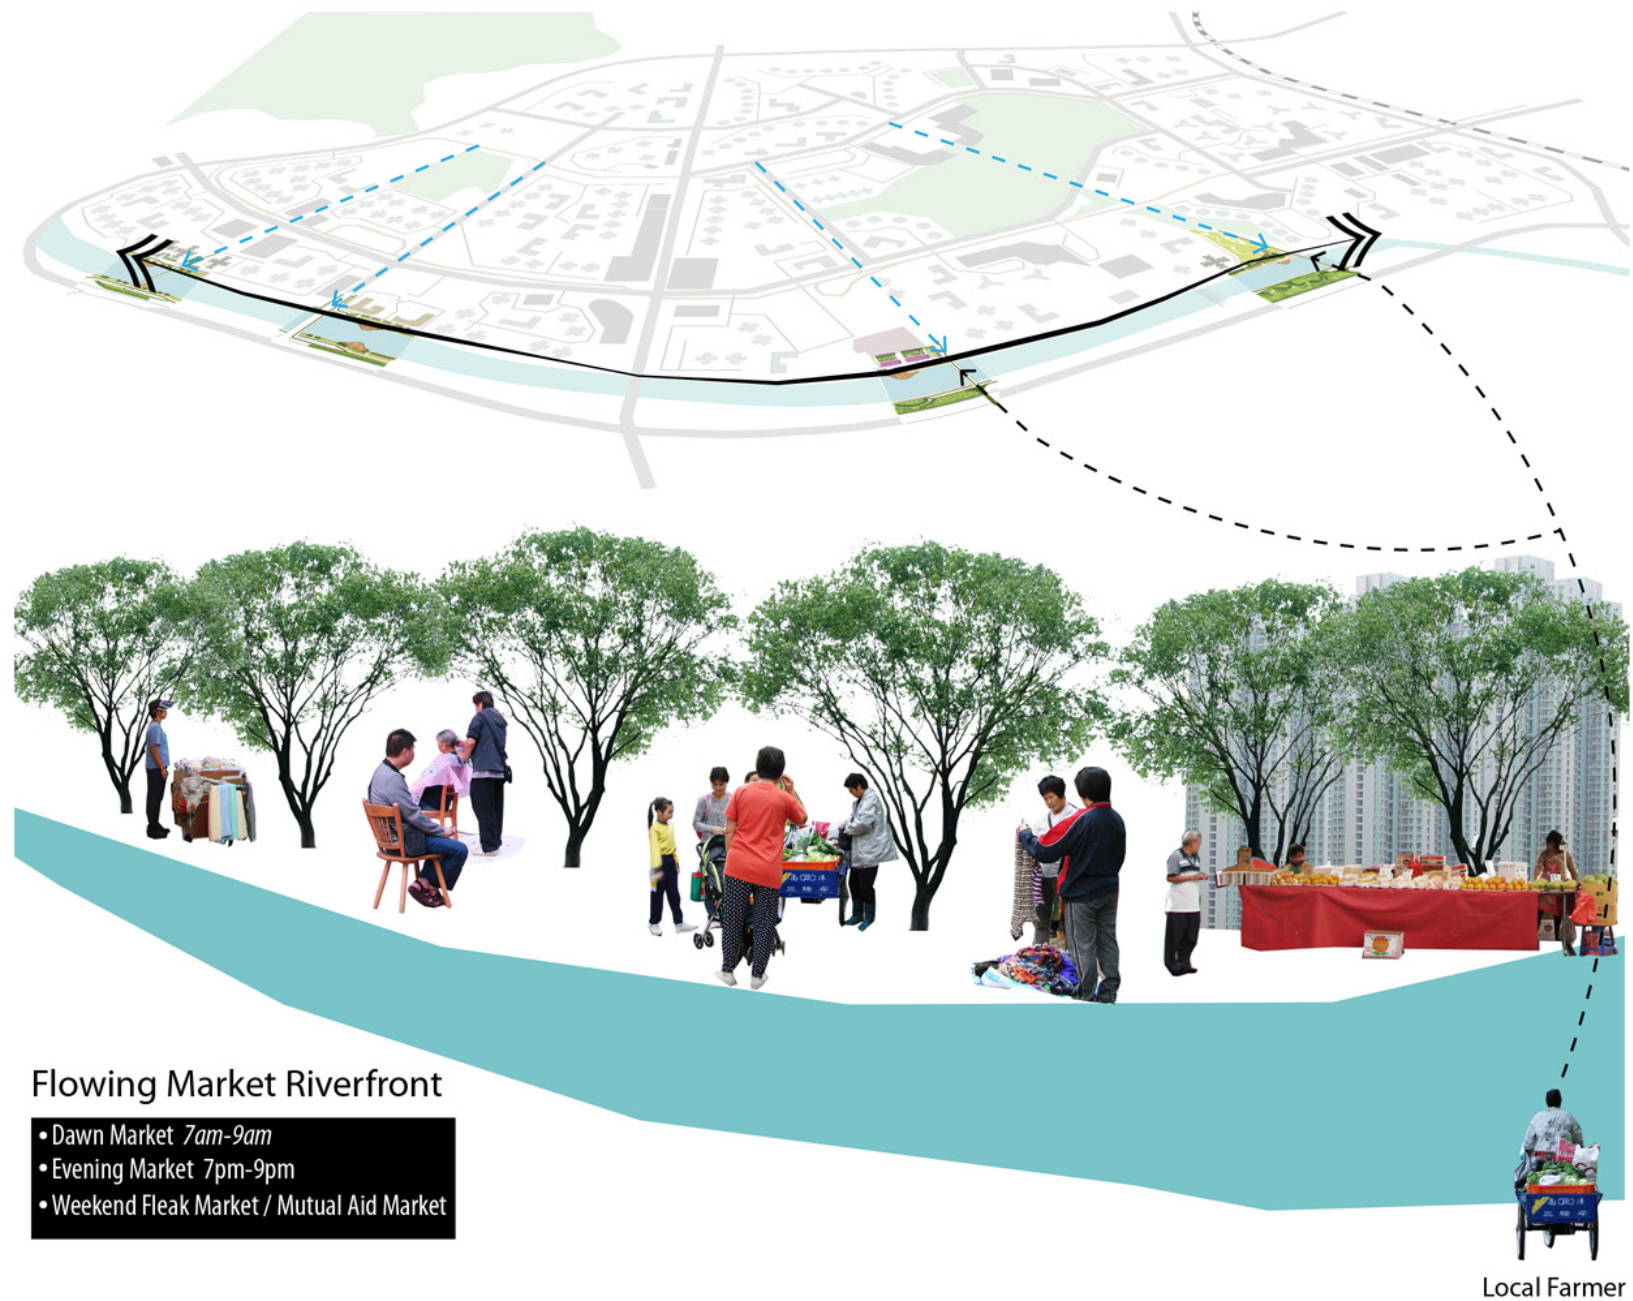 Flowing Market Riverfront
• Dawn Market 7am-9am
• Evening Market 7pm-9pm
• Weekend Fleak Market / Mutual Aid Market
Local Farmer